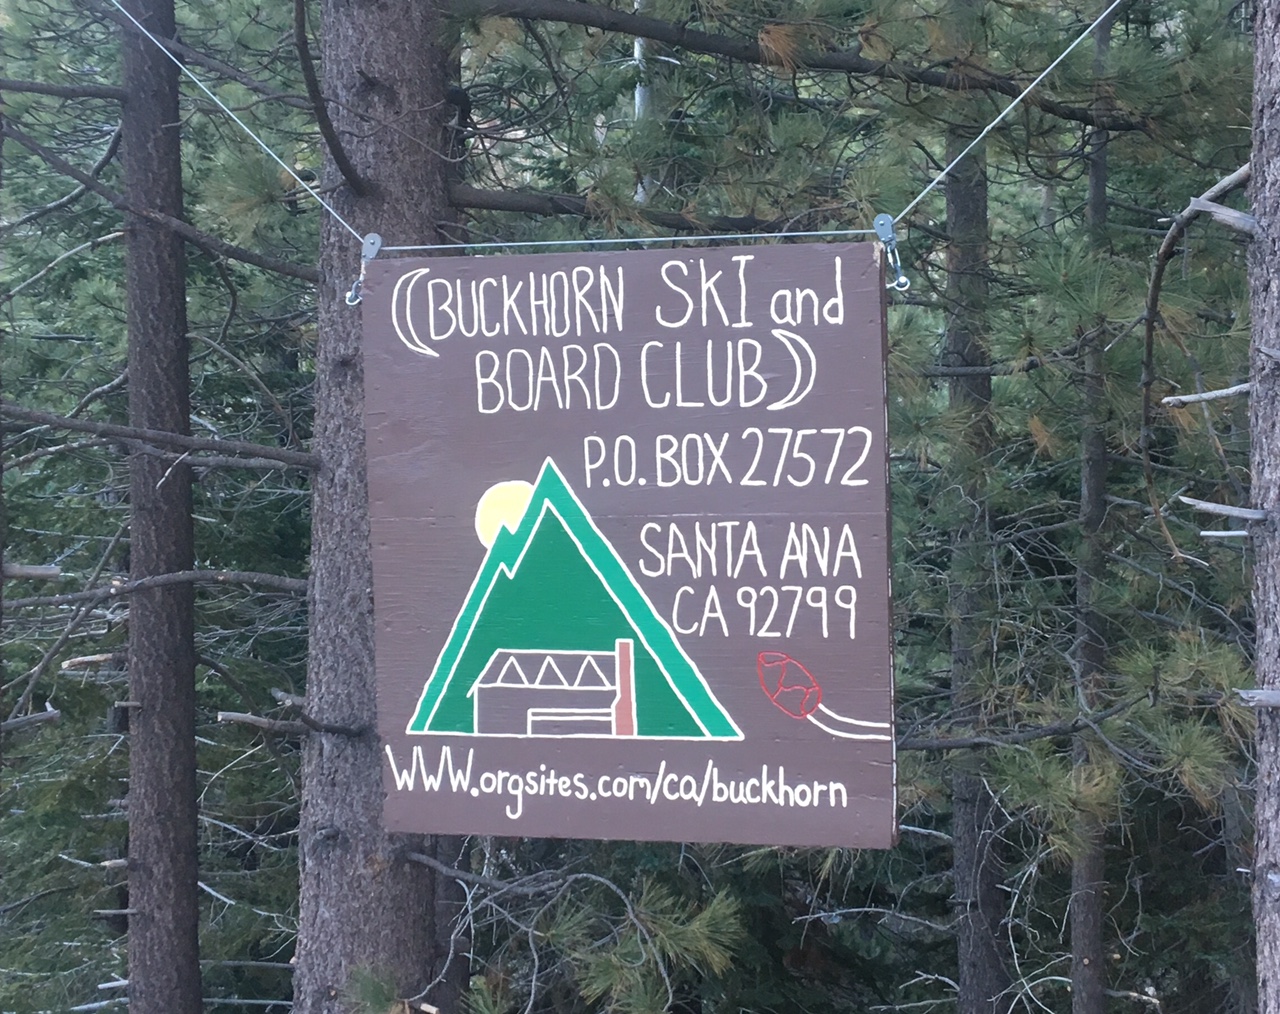 BUCKHORN SKI and
BOARD CLUB
P.O. BOX 27572
SANTA ANA
CA 92799
WWW.orgsites.com/ca/buckhorn